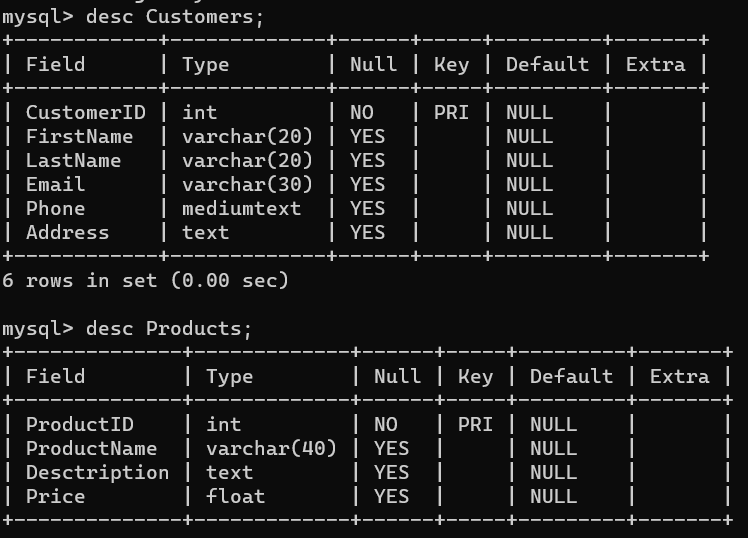 mysql> desc Customers;
+------------+-------------+------+-----+---------+-------+
| Field      | Type        | Null | Key | Default | Extra |
+------------+-------------+------+-----+---------+-------+
| CustomerID | int         | NO   | PRI | NULL    |       |
| FirstName  | varchar(20) | YES  |     | NULL    |       |
| LastName   | varchar(20) | YES  |     | NULL    |       |
| Email      | varchar(30) | YES  |     | NULL    |       |
| Phone      | mediumtext  | YES  |     | NULL    |       |
| Address    | text        | YES  |     | NULL    |       |
+------------+-------------+------+-----+---------+-------+
6 rows in set (0.00 sec)
mysql> desc Products;
+--------------+-------------+------+-----+---------+-------+
| Field        | Type        | Null | Key | Default | Extra |
+--------------+-------------+------+-----+---------+-------+
| ProductID    | int         | NO   | PRI | NULL    |       |
| ProductName  | varchar(40) | YES  |     | NULL    |       |
| Desctription | text        | YES  |     | NULL    |       |
| Price        | float       | YES  |     | NULL    |       |
+--------------+-------------+------+-----+---------+-------+